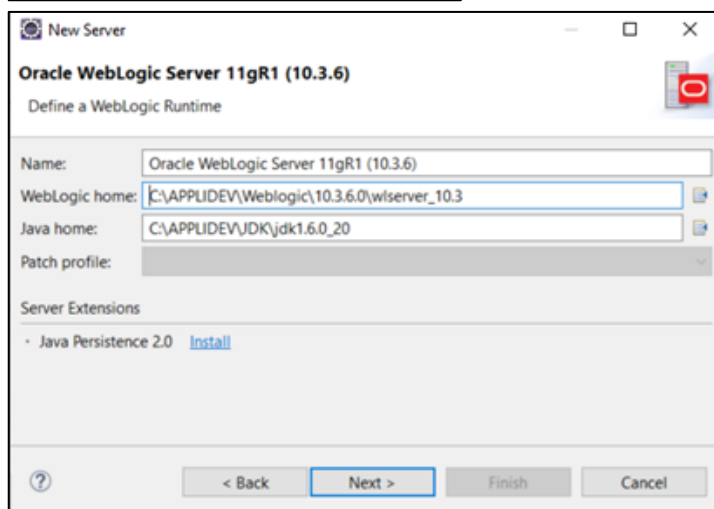 New Server
Oracle WebLogic Server 11gR1 (10.3.6)
Define a WebLogic Runtime
Name: Oracle WebLogic Server 11gR1 (10.3.6)
WebLogic home: C:\APPLIDEV\Weblogic\10.3.6.0\wlserver_10.3
Java home: C:\APPLIDEV\JDK\jdk1.6.0_20
Patch profile:
Server Extensions
· Java Persistence 2.0 Install
? < Back Next > Finish Cancel